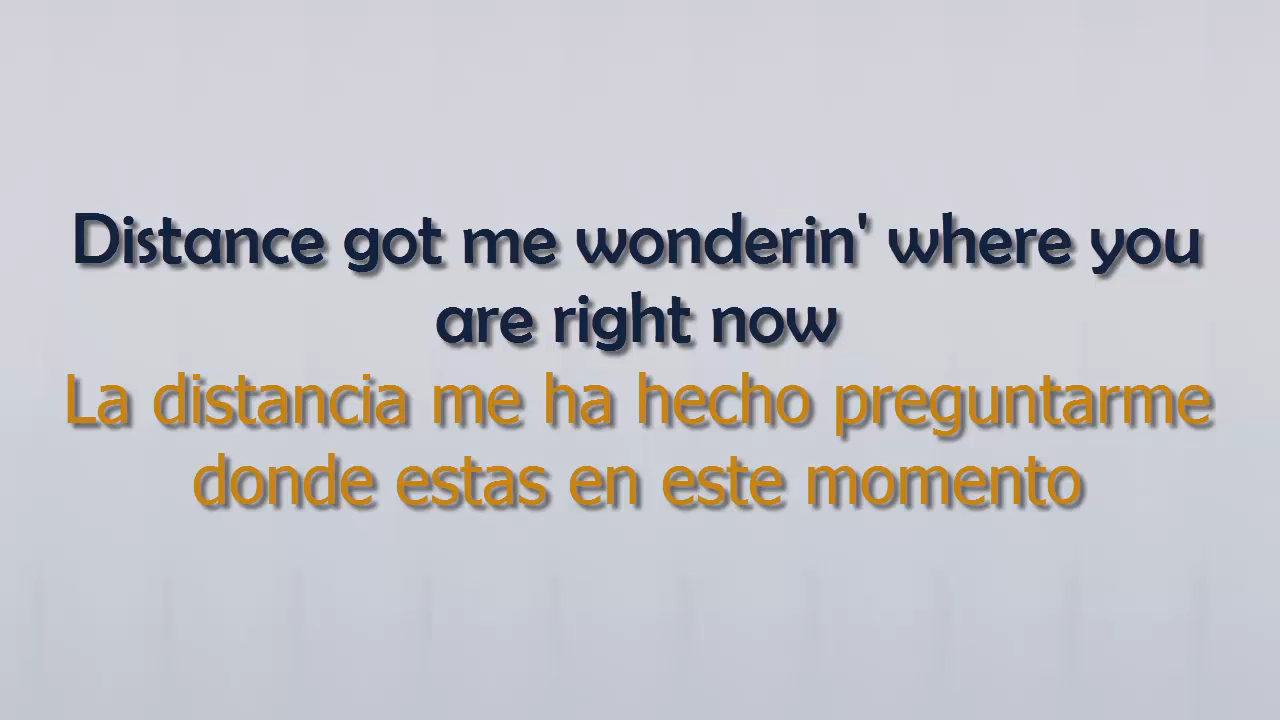 Distance got me wonderin' where you
are right now
La distancia me ha hecho preguntarme
donde estas en este momento